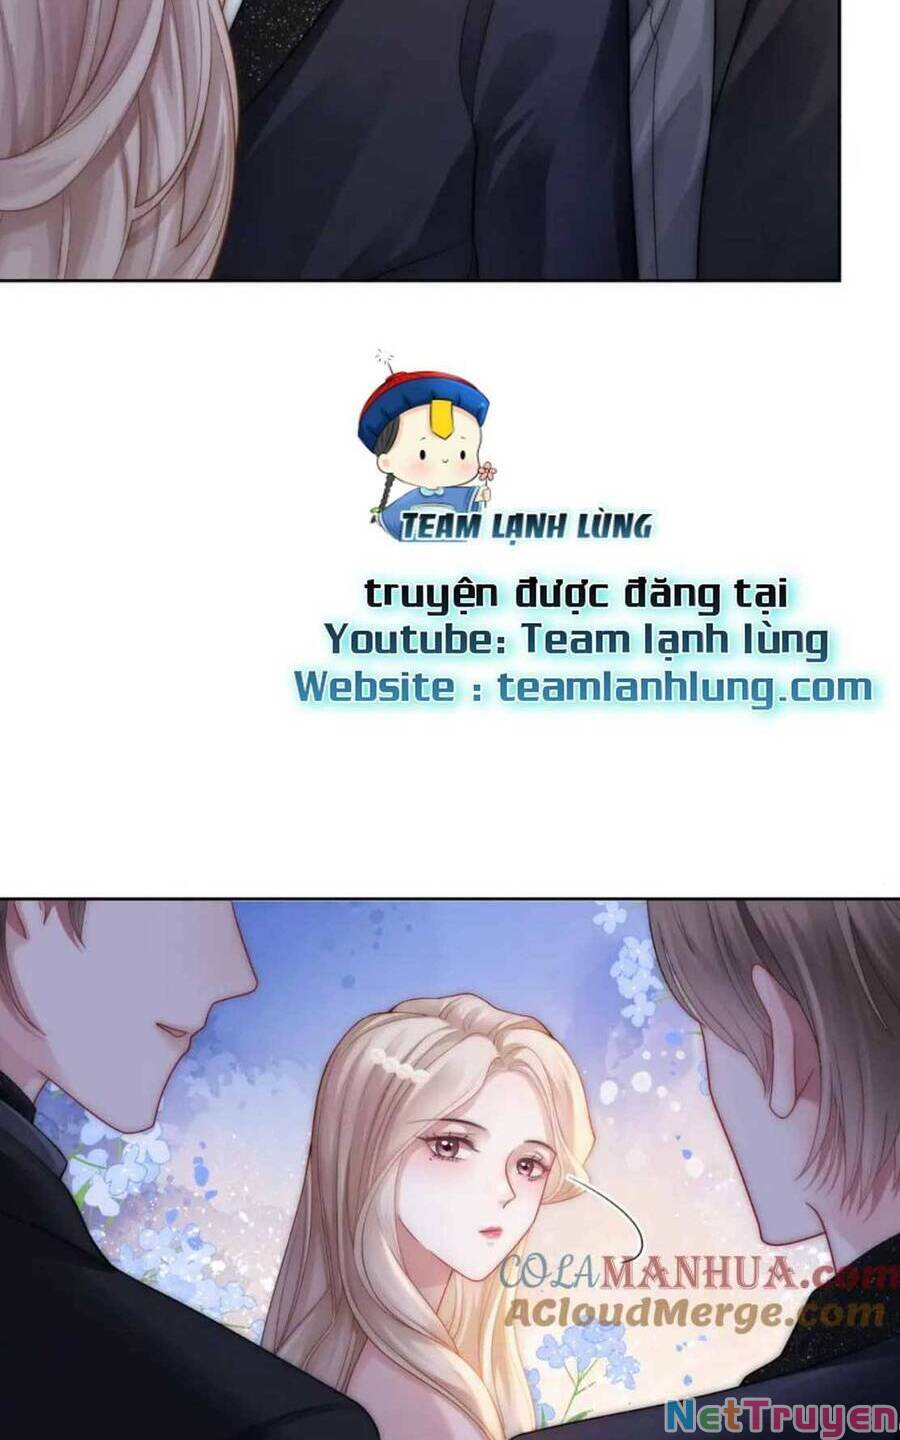 TEAM LẠNH LÙNG
truyện được đăng tại
Youtube: Team lạnh lùng
Website : teamlanhlung.com
COLAMANHUA.com
ACloudMerge.com
NetTruyen